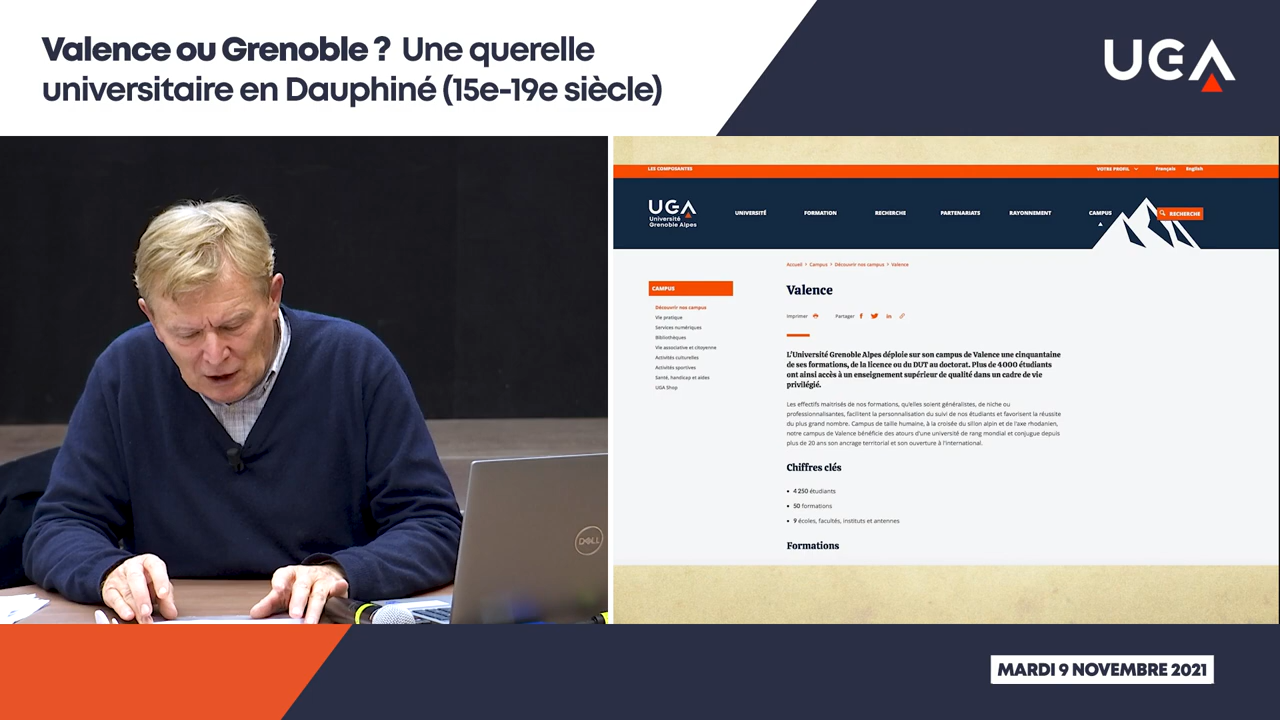 Valence ou Grenoble ? Une querelle
universitaire en Dauphiné (15e-19e siècle)
UGA
LES COMPOSANTES
VOTRE PROFIL
Français
English
UGA
Université
Grenoble Alpes
UNIVERSITÉ
FORMATION
RECHERCHE
PARTENARIATS
RAYONNEMENT
CAMPUS
RECHERCHE
Accueil > Campus > Découvrir nos campus > Valence
CAMPUS
Découvrir nos campus
Vie pratique
Services numériques
Bibliothèques
Vie associative et citoyenne
Activités culturelles
Activités sportives
Santé, handicap et aides
UGA Shop
Valence
Imprimer
Partager
L'Université Grenoble Alpes déploie sur son campus de Valence une cinquantaine
de ses formations, de la licence ou du DUT au doctorat. Plus de 4000 étudiants
ont ainsi accès à un enseignement supérieur de qualité dans un cadre de vie
privilégié.
Les effectifs maitrisés de nos formations, qu'elles soient généralistes, de niche ou
professionnalisantes, facilitent la personnalisation du suivi de nos étudiants et favorisent la réussite
du plus grand nombre. Campus de taille humaine, à la croisée du sillon alpin et de l'axe rhodanien,
notre campus de Valence bénéficie des atours d'une université de rang mondial et conjugue depuis
plus de 20 ans son ancrage territorial et son ouverture à l'international.
Chiffres clés
• 4 250 étudiants
• 50 formations
• 9 écoles, facultés, instituts et antennes
Formations
DELL
MARDI 9 NOVEMBRE 2021